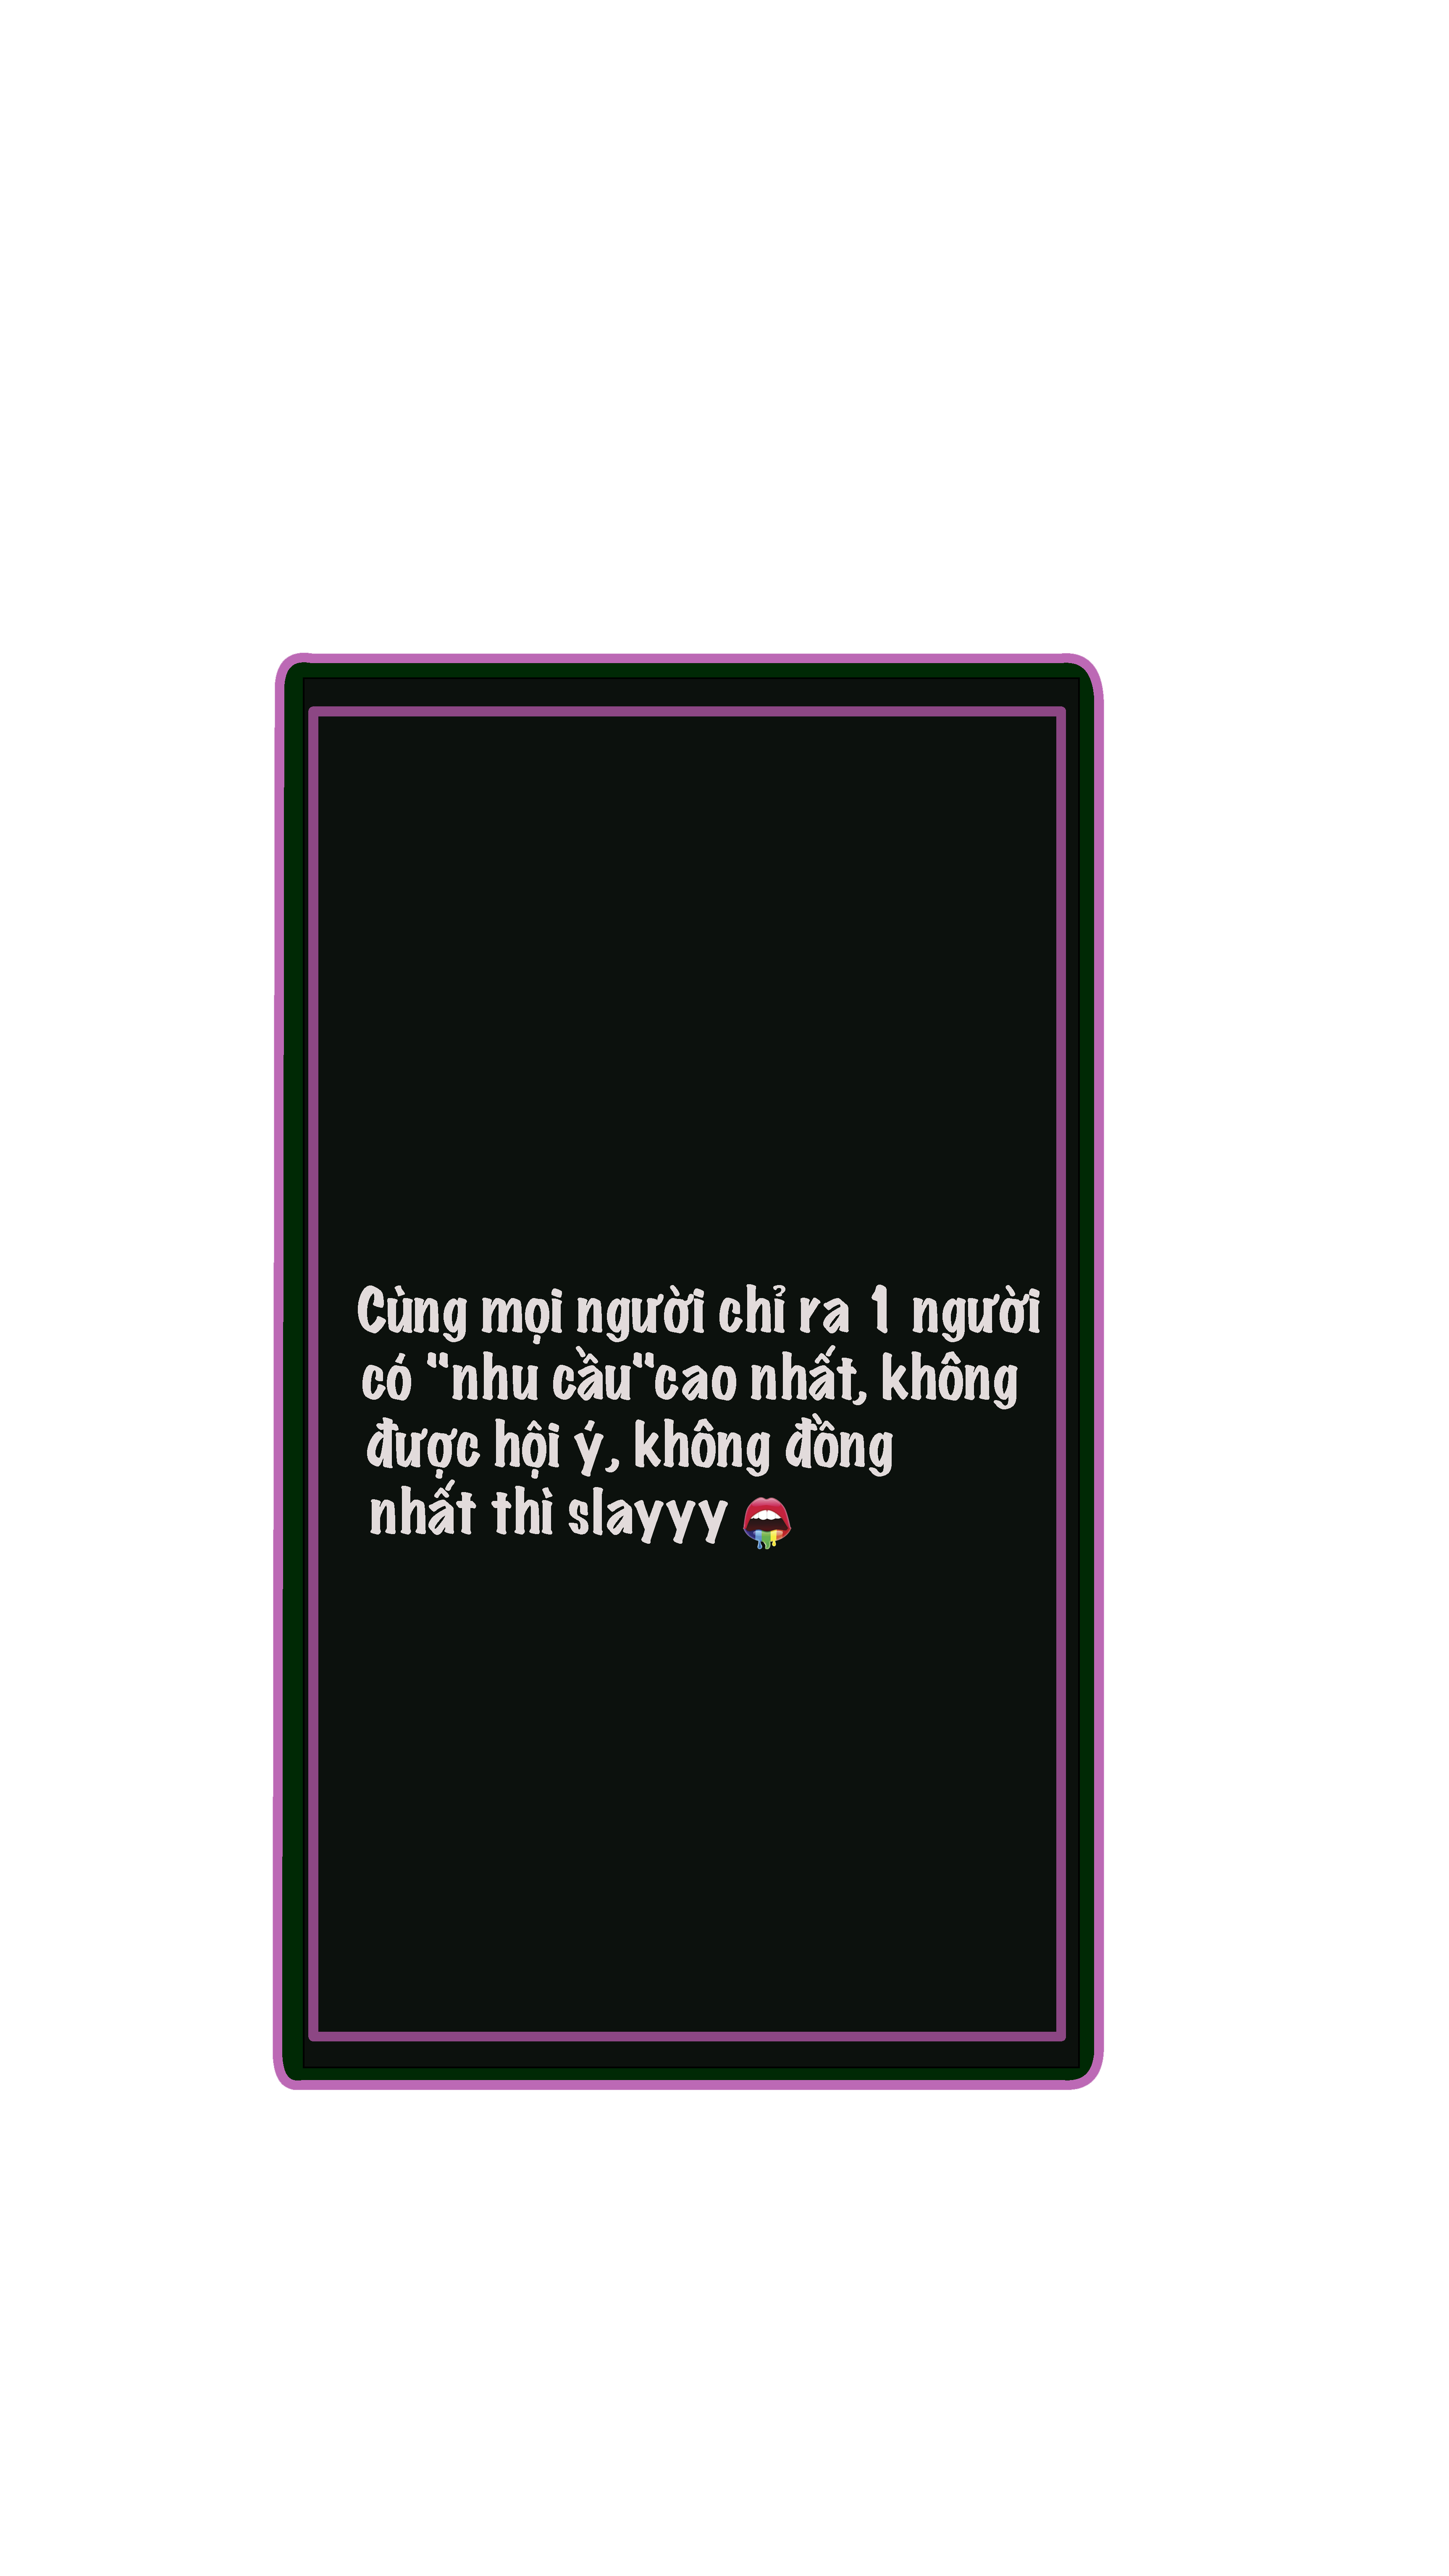 Cùng mọi người chỉ ra 1 người
có "nhu cầu"cao nhất, không
được hội ý, không đồng
nhất thì slayyy